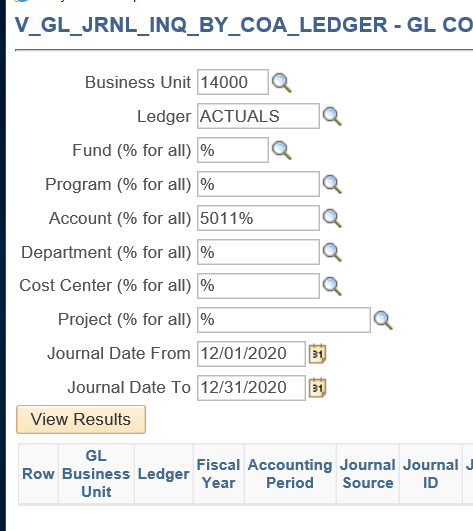 V_GL_JRNL_INQ_BY_COA_LEDGER - GL CO
Business Unit 14000
Ledger ACTUALS
Fund (% for all) %
Program (% for all) %
Account (% for all) 5011%
Department (% for all) %
Cost Center (% for all) %
Project (% for all) %
Journal Date From 12/01/2020 31
Journal Date To 12/31/2020 31
View Results
Row GL Business Unit Ledger Fiscal Year Accounting Period Journal Source Journal ID J